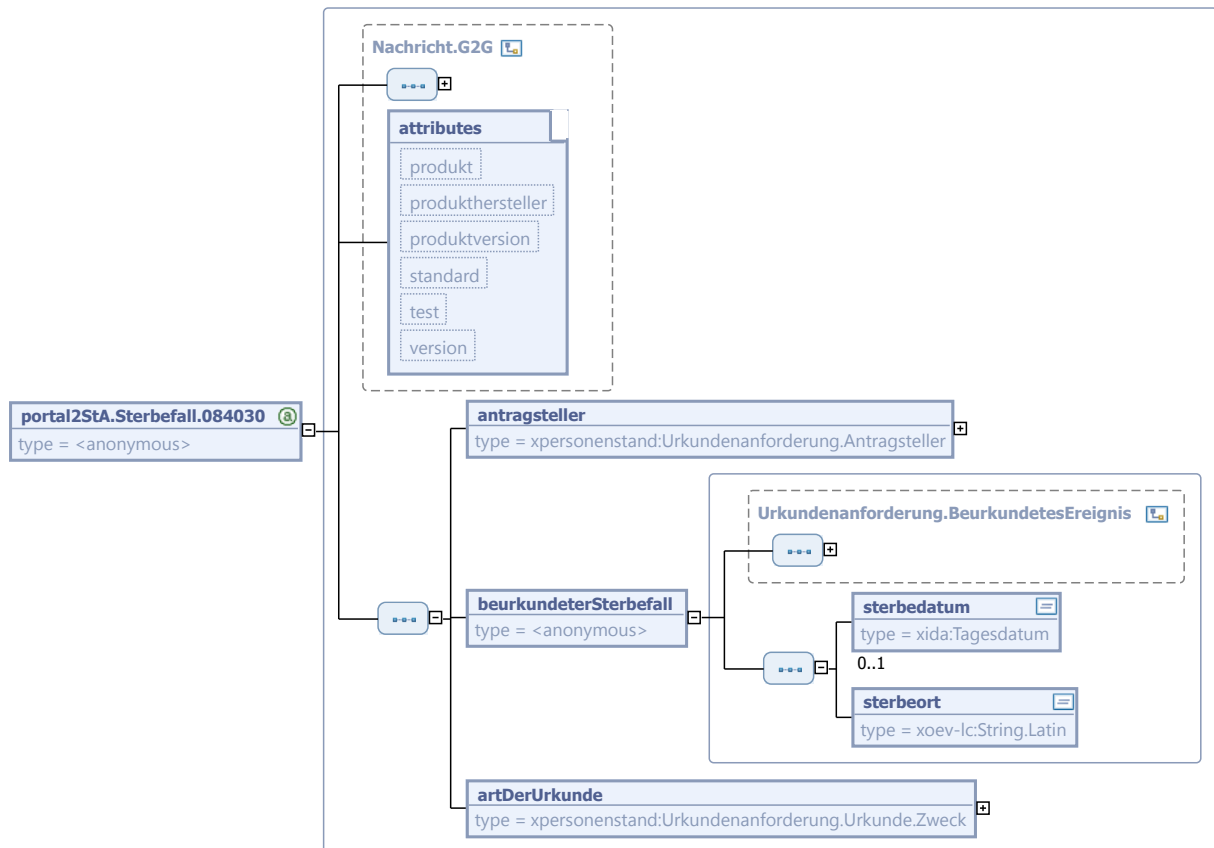 Nachricht.G2G
attributes
produkt
produkthersteller
produktversion
standard
test
version
portal2StA.Sterbefall.084030 a
type = <anonymous>
antragsteller
type = xpersonenstand:Urkundenanforderung.Antragsteller
Urkundenanforderung.BeurkundetesEreignis
beurkundeterSterbefall
type = <anonymous>
sterbedatum
type = xida:Tagesdatum
0..1
sterbeort
type = xoev-lc:String.Latin
artDerUrkunde
type = xpersonenstand:Urkundenanforderung.Urkunde.Zweck